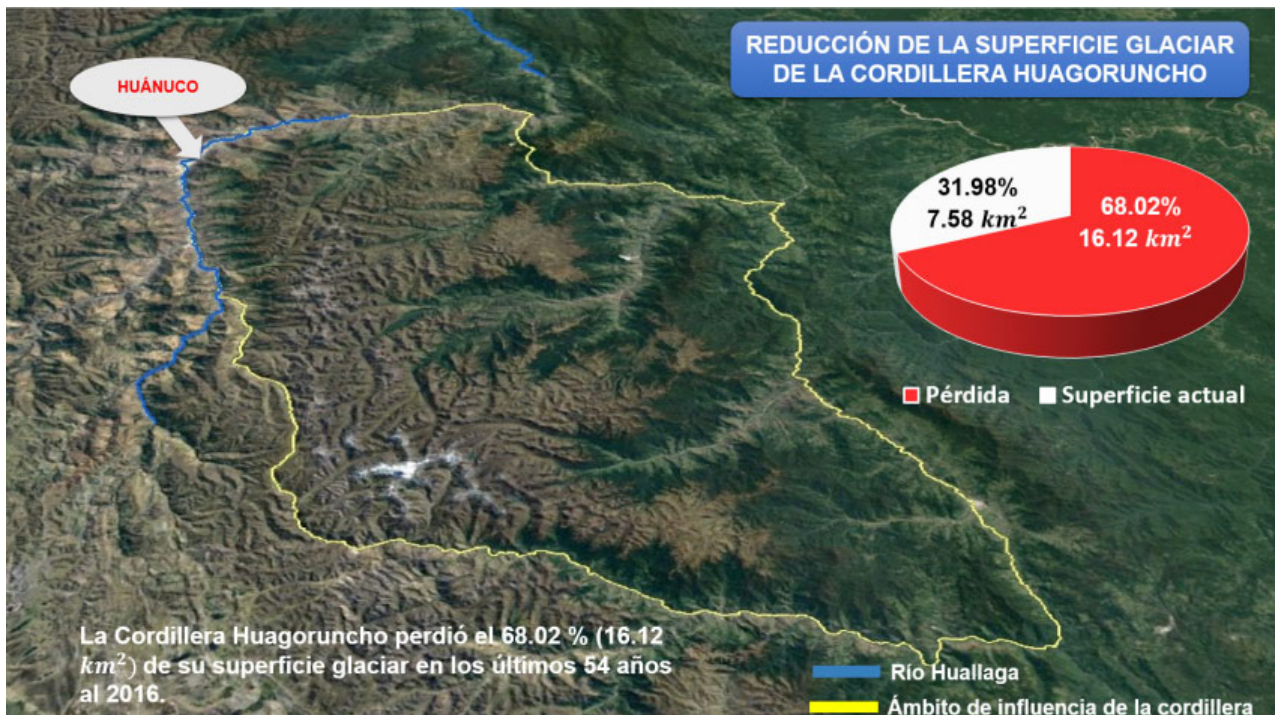 REDUCCIÓN DE LA SUPERFICIE GLACIAR
DE LA CORDILLERA HUAGORUNCHO
HUÁNUCO
31.98%
7.58 km²
68.02%
16.12 km²
Pérdida
Superficie actual
La Cordillera Huagoruncho perdió el 68.02 % (16.12
km²) de su superficie glaciar en los últimos 54 años
al 2016.
Río Huallaga
Ámbito de influencia de la cordillera